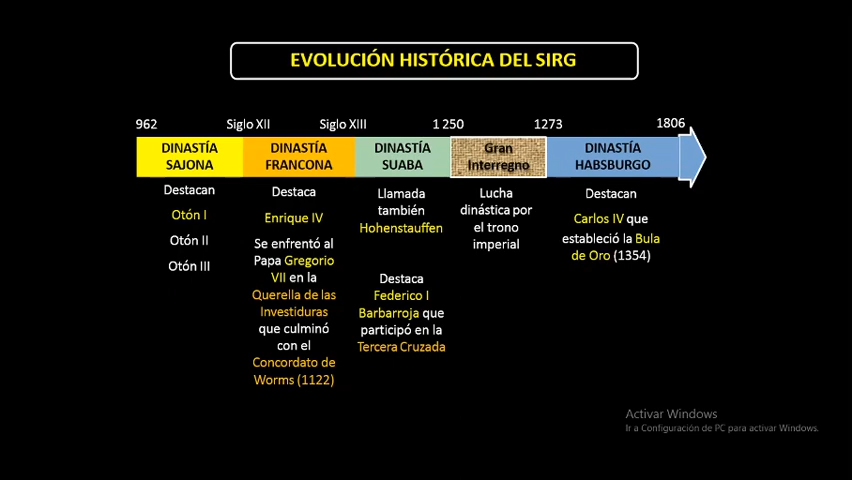 EVOLUCIÓN HISTÓRICA DEL SIRG
962
Siglo XII
Siglo XIII
1 250
1273
1806
DINASTÍA
SAJONA
DINASTÍA
FRANCONA
DINASTÍA
SUABA
Gran
Interregno
DINASTÍA
HABSBURGO
Destacan
Otón I
Otón II
Otón III
Destaca
Enrique IV
Se enfrentó al
Papa Gregorio
VII en la
Querella de las
Investiduras
que culminó
con el
Concordato de
Worms (1122)
Llamada
también
Hohenstauffen
Destaca
Federico I
Barbarroja que
participó en la
Tercera Cruzada
Lucha
dinástica por
el trono
imperial
Destacan
Carlos IV que
estableció la Bula
de Oro (1354)
Activar Windows
Ir a Configuración de PC para activar Windows.